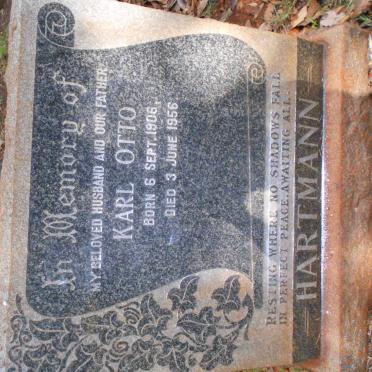 In Memory of
MY BELOVED HUSBAND AND OUR FATHER
KARL OTTO
BORN 6 SEPT. 1906,
DIED 3 JUNE 1956
RESTING WHERE NO SHADOWS FALL
IN PERFECT PEACE, AWAITING ALL.
HARTMANN